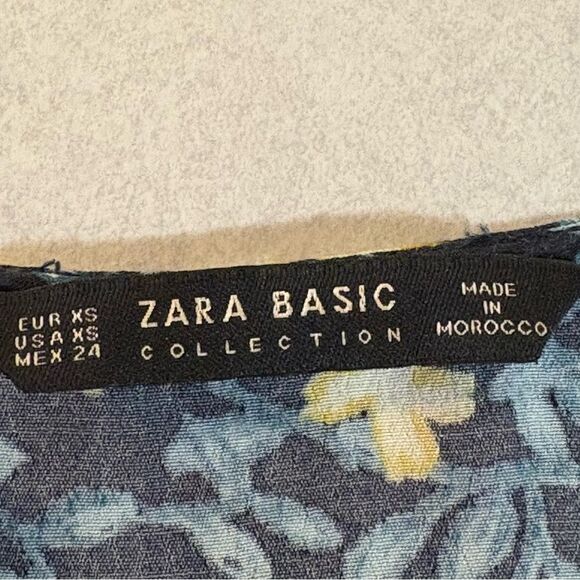 EUR XS
USA XS
MEX 24
ZARA BASIC
COLLECTION
MADE
IN
MOROCCO